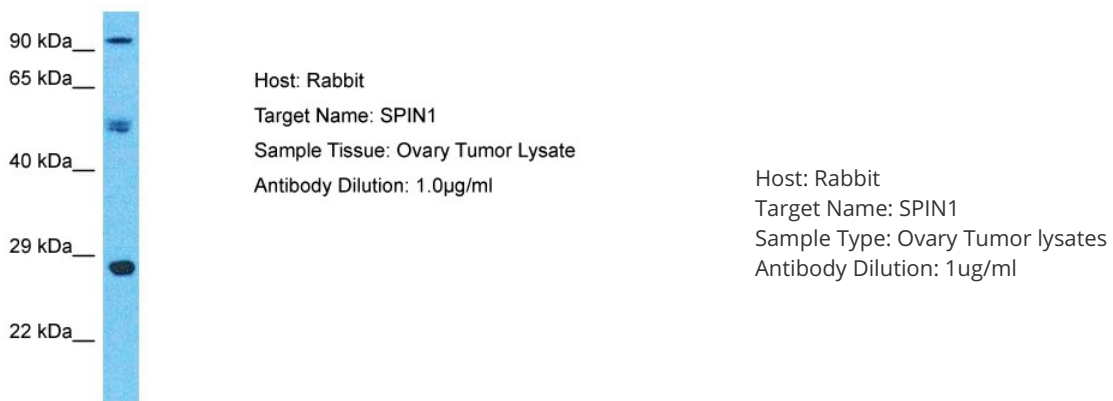 90 kDa__
65 kDa__
40 kDa__
29 kDa__
22 kDa__
Host: Rabbit
Target Name: SPIN1
Sample Tissue: Ovary Tumor Lysate
Antibody Dilution: 1.0µg/ml
Host: Rabbit
Target Name: SPIN1
Sample Type: Ovary Tumor lysates
Antibody Dilution: 1ug/ml